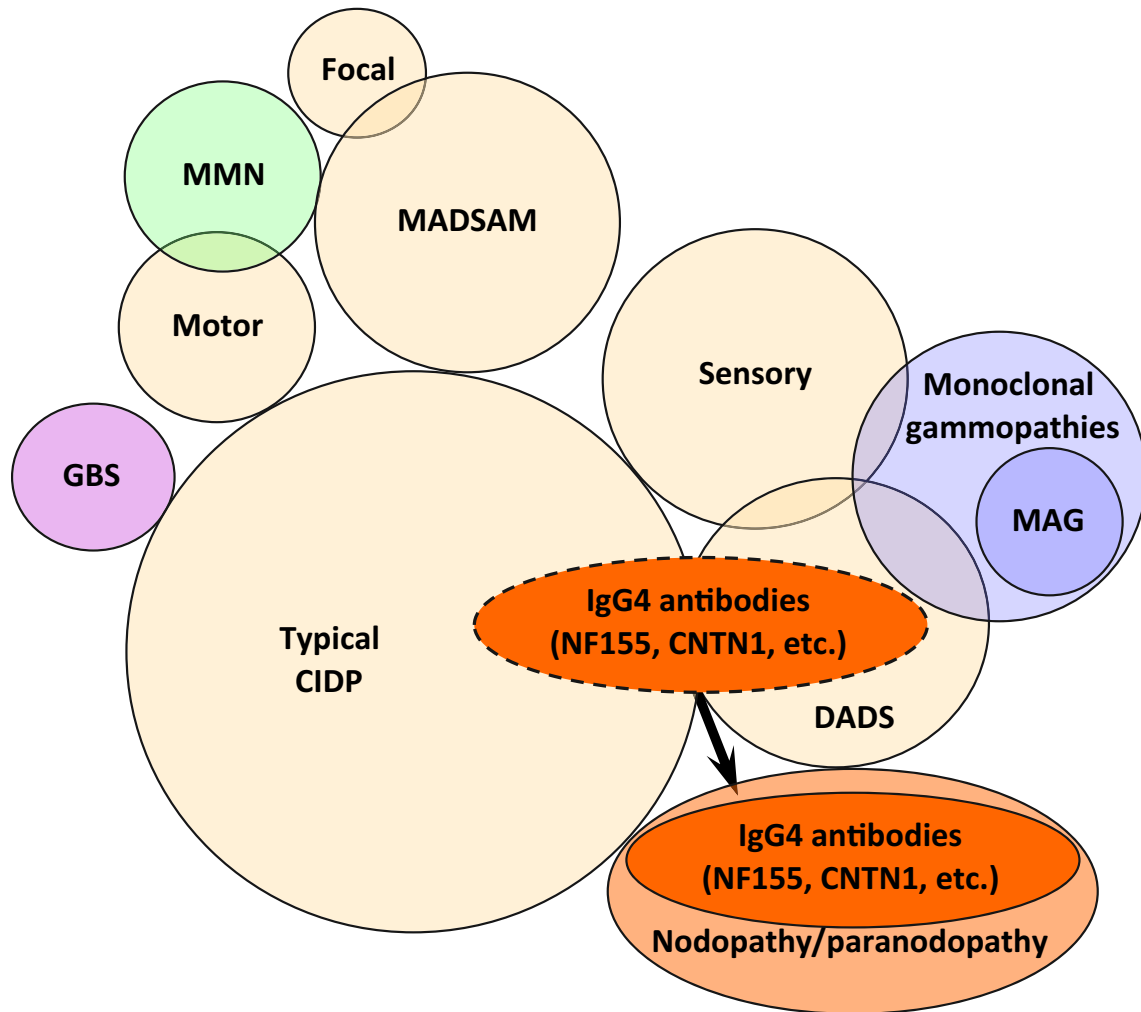 Focal
MMN
MADSAM
Motor
Sensory
Monoclonal
gammopathies
GBS
MAG
IgG4 antibodies
(NF155, CNTN1, etc.)
Typical
CIDP
DADS
IgG4 antibodies
(NF155, CNTN1, etc.)
Nodopathy/paranodopathy